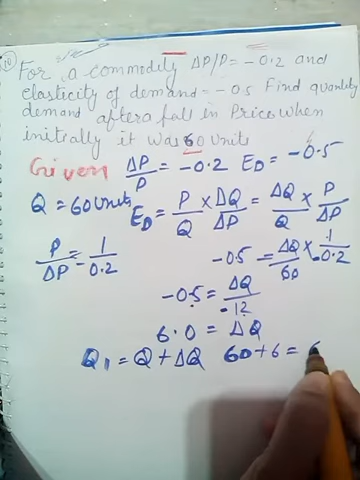 For a commodity ΔP/P = -0.2 and
elasticity of demand = -0.5 Find quantity
demand after a fall in Price when
initially it was 60 Units
Given ΔP/P = -0.2 E_D = -0.5
Q = 60 Units E_D = P/Q × ΔQ/ΔP = ΔQ/Q × P/ΔP
P/ΔP = 1/0.2 -0.5 = ΔQ/60 × 1/-0.2
-0.5 = ΔQ/-12
6.0 = ΔQ
Q1 = Q + ΔQ 60 + 6 =